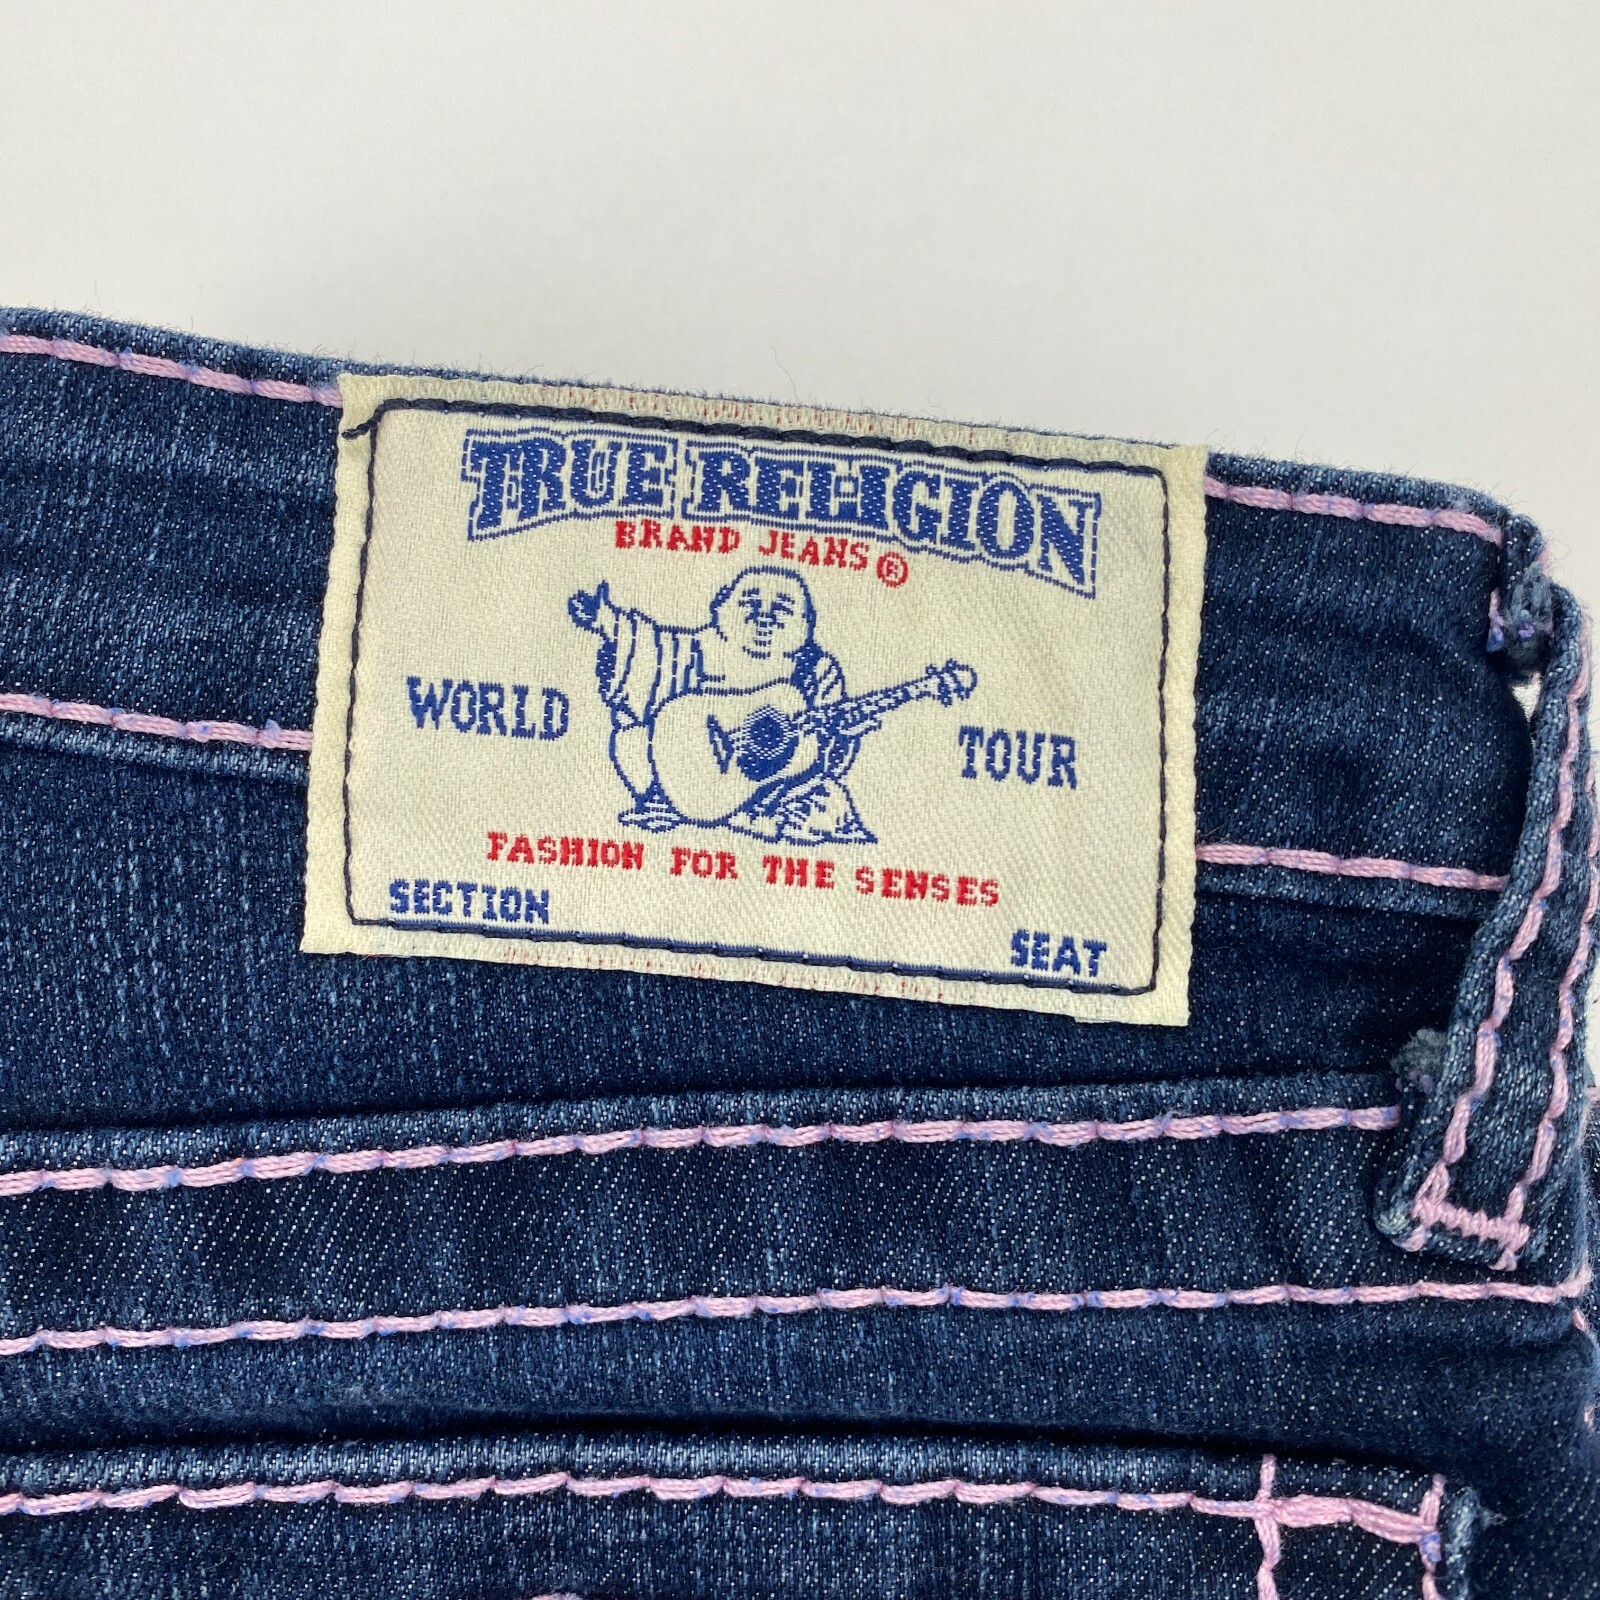 TRUE RELIGION
BRAND JEANS®
WORLD TOUR
FASHION FOR THE SENSES
SECTION SEAT